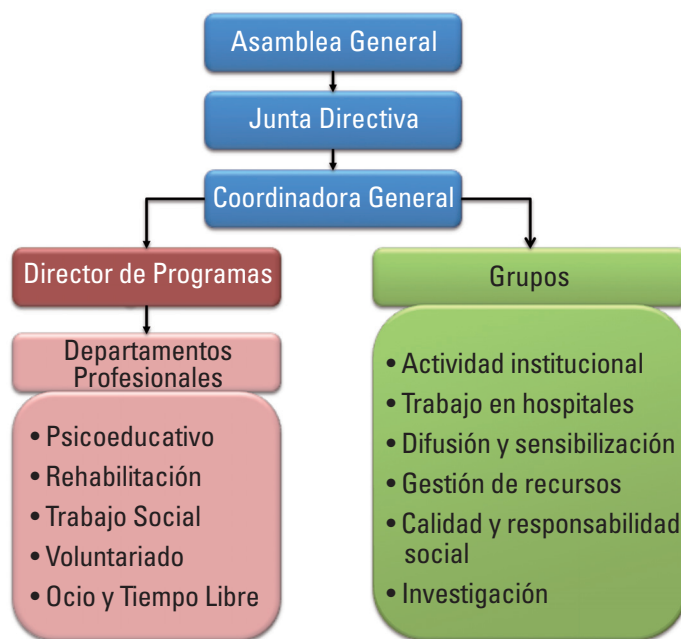 Asamblea General
Junta Directiva
Coordinadora General
Director de Programas
Departamentos
Profesionales
• Psicoeducativo
• Rehabilitación
• Trabajo Social
• Voluntariado
• Ocio y Tiempo Libre
Grupos
• Actividad institucional
• Trabajo en hospitales
• Difusión y sensibilización
• Gestión de recursos
• Calidad y responsabilidad
social
• Investigación